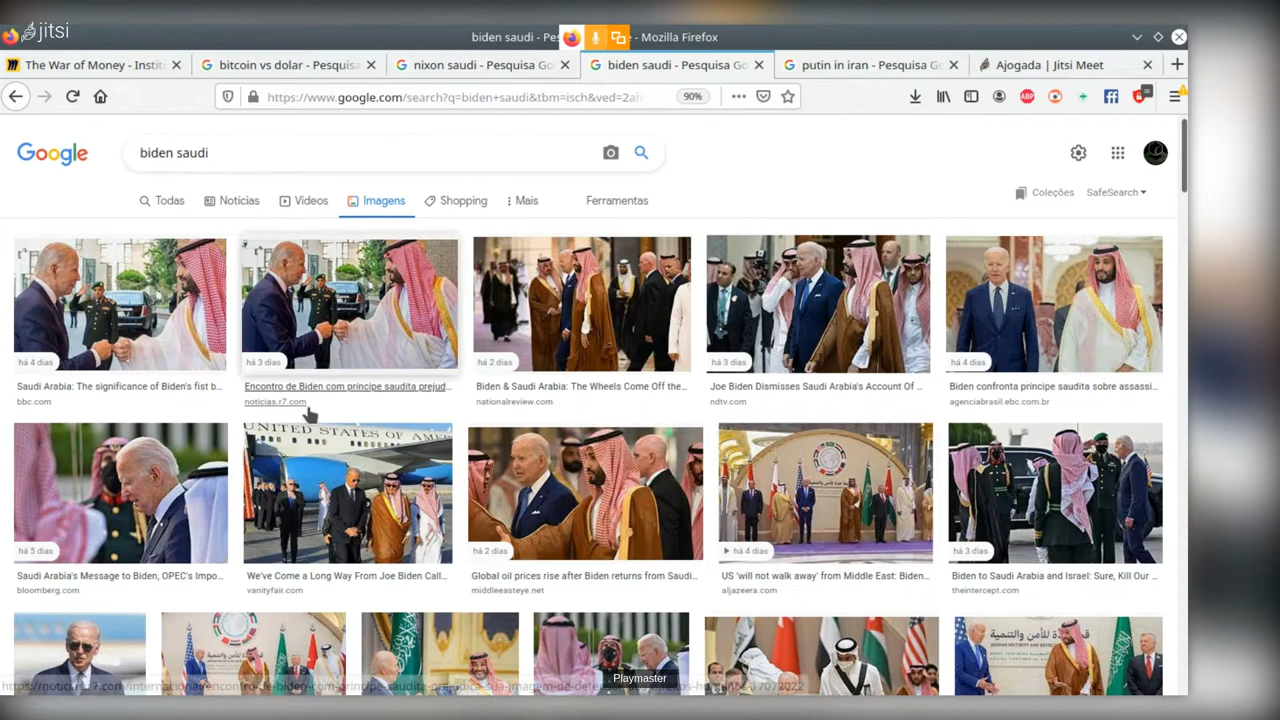 jitsi
biden saudi - Pes
- Mozilla Firefox
The War of Money - Instit
bitcoin vs dolar - Pesquisa
nixon saudi - Pesquisa Go
biden saudi - Pesquisa Go
putin in iran - Pesquisa G
Ajogada | Jitsi Meet
https://www.google.com/search?q=biden+saudi&tbm=isch&ved=2ah
90%
ABP
Google
biden saudi
Todas
Notícias
Vídeos
Imagens
Shopping
Mais
Ferramentas
Coleções
SafeSearch
há 4 dias
há 3 dias
há 2 dias
há 3 dias
há 4 dias
Saudi Arabia: The significance of Biden's fist b...
Encontro de Biden com príncipe saudita prejud...
Biden & Saudi Arabia: The Wheels Come Off the...
Joe Biden Dismisses Saudi Arabia's Account Of ...
Biden confronta príncipe saudita sobre assassi...
bbc.com
noticias.r7.com
nationalreview.com
ndtv.com
agenciabrasil.ebc.com.br
UNITED STATES OF AME
há 5 dias
há 2 dias
há 4 dias
há 3 dias
Saudi Arabia's Message to Biden, OPEC's Impo...
We've Come a Long Way From Joe Biden Call...
Global oil prices rise after Biden returns from Saudi...
US 'will not walk away' from Middle East: Biden...
Biden to Saudi Arabia and Israel: Sure, Kill Our ...
bloomberg.com
vanityfair.com
middleeasteye.net
aljazeera.com
theintercept.com
Playmaster